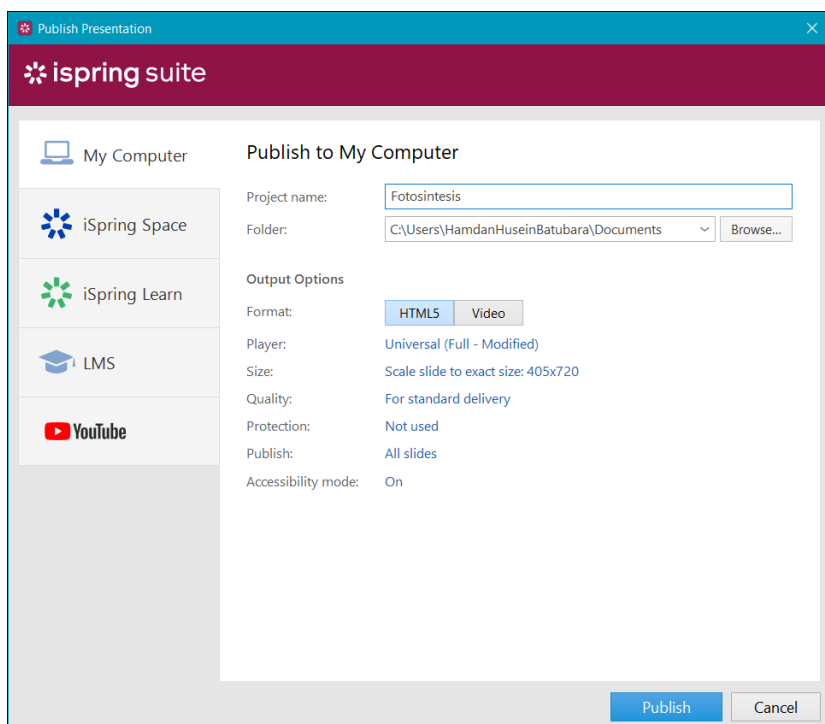 Publish Presentation
ispring suite
My Computer
iSpring Space
iSpring Learn
LMS
YouTube
Publish to My Computer
Project name: Fotosintesis
Folder: C:\Users\HamdanHuseinBatubara\Documents Browse...
Output Options
Format: HTML5 Video
Player: Universal (Full - Modified)
Size: Scale slide to exact size: 405x720
Quality: For standard delivery
Protection: Not used
Publish: All slides
Accessibility mode: On
Publish Cancel